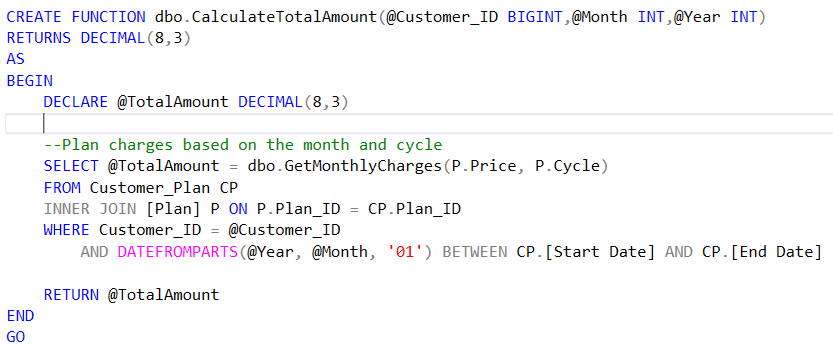 CREATE FUNCTION dbo.CalculateTotalAmount(@Customer_ID BIGINT,@Month INT,@Year INT)
RETURNS DECIMAL(8,3)
AS
BEGIN
    DECLARE @TotalAmount DECIMAL(8,3)
    --Plan charges based on the month and cycle
    SELECT @TotalAmount = dbo.GetMonthlyCharges(P.Price, P.Cycle)
    FROM Customer_Plan CP
    INNER JOIN [Plan] P ON P.Plan_ID = CP.Plan_ID
    WHERE Customer_ID = @Customer_ID
        AND DATEFROMPARTS(@Year, @Month, '01') BETWEEN CP.[Start Date] AND CP.[End Date]
    RETURN @TotalAmount
END
GO